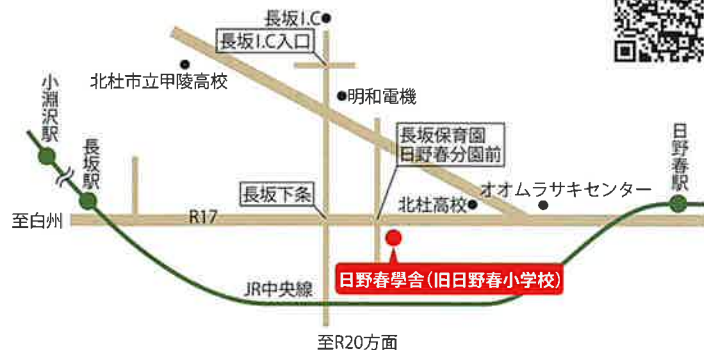 長坂I.C
長坂I.C入口
北杜市立甲陵高校
明和電機
小淵沢駅
長坂駅
長坂保育園
日野春分園前
日野春駅
長坂下条
北杜高校
オオムラサキセンター
至白州
R17
日野春學舎(旧日野春小学校)
JR中央線
至R20方面